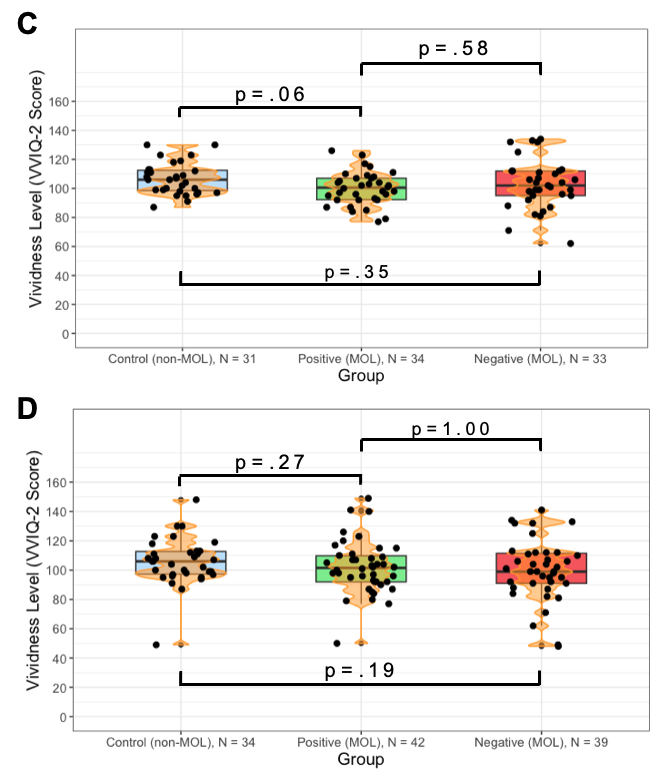 C
p=.58
p=.06
160
140
120
100
80
60
40
20
0
Vividness Level (VVIQ-2 Score)
p=.35
Control (non-MOL), N = 31
Positive (MOL), N = 34
Negative (MOL), N = 33
Group
D
p=1.00
p=.27
160
140
120
100
80
60
40
20
0
Vividness Level (VVIQ-2 Score)
p=.19
Control (non-MOL), N = 34
Positive (MOL), N = 42
Negative (MOL), N = 39
Group